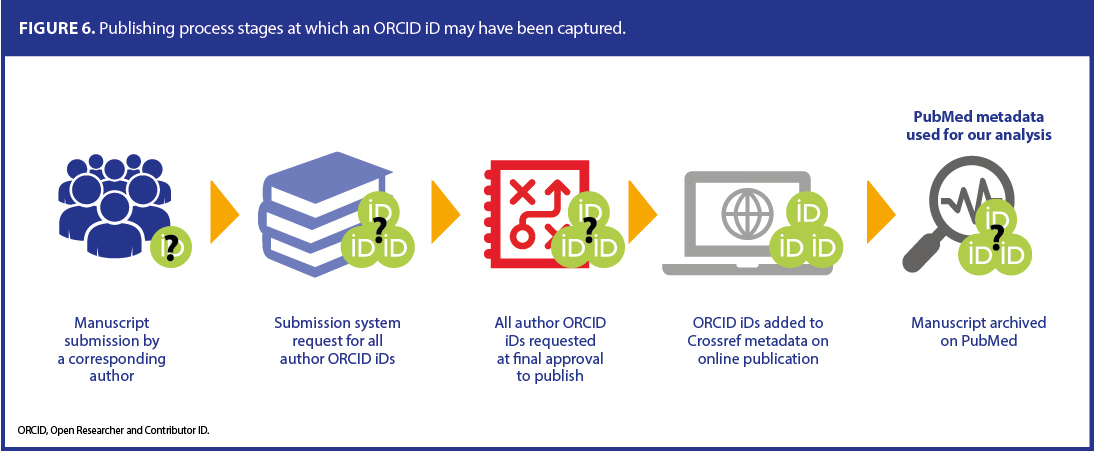 FIGURE 6. Publishing process stages at which an ORCID iD may have been captured.
PubMed metadata
used for our analysis
iD
?
iD
?
iD iD
iD
?
iD iD
iD
iD iD
iD
?
iD iD
Manuscript
submission by
a corresponding
author
Submission system
request for all
author ORCID iDs
All author ORCID
iDs requested
at final approval
to publish
ORCID iDs added to
Crossref metadata on
online publication
Manuscript archived
on PubMed
ORCID, Open Researcher and Contributor ID.